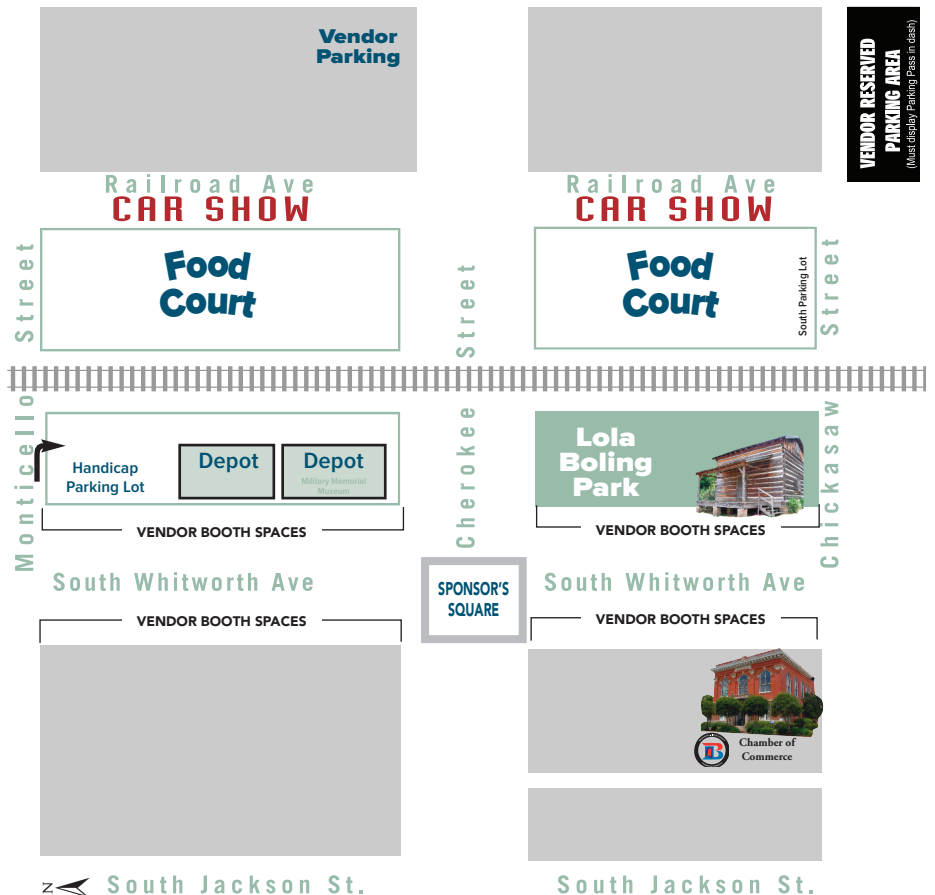 Vendor
Parking
VENDOR RESERVED
PARKING AREA
(Must display Parking Pass in dash)
Railroad Ave
CAR SHOW
Railroad Ave
CAR SHOW
Food
Court
Food
Court
South Parking Lot
Monticello Street
Cherokee Street
Chickasaw Street
Handicap
Parking Lot
Depot
Depot
Military Memorial
Museum
Lola
Boling
Park
VENDOR BOOTH SPACES
VENDOR BOOTH SPACES
South Whitworth Ave
SPONSOR'S
SQUARE
South Whitworth Ave
VENDOR BOOTH SPACES
VENDOR BOOTH SPACES
B
Chamber of
Commerce
N
South Jackson St.
South Jackson St.